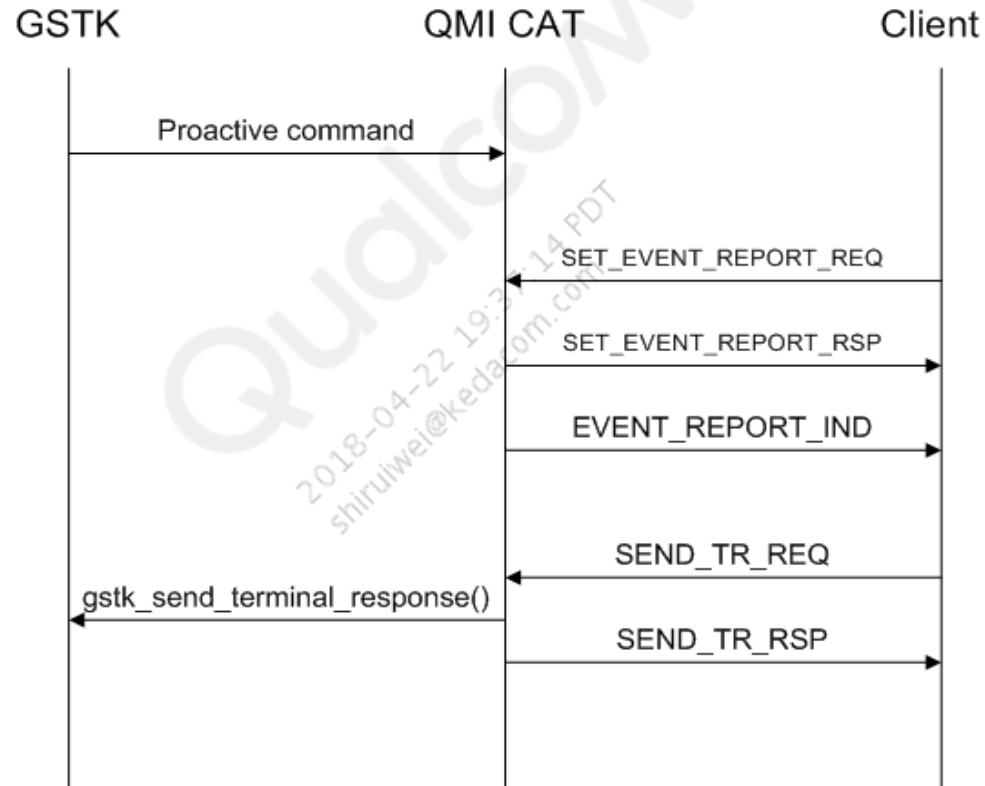 GSTK QMI CAT Client
Proactive command
SET_EVENT_REPORT_REQ
SET_EVENT_REPORT_RSP
EVENT_REPORT_IND
SEND_TR_REQ
gstk_send_terminal_response()
SEND_TR_RSP
Qualcom
2018-04-22 19:37:14 PDT
shiruiwei@kedacom.com